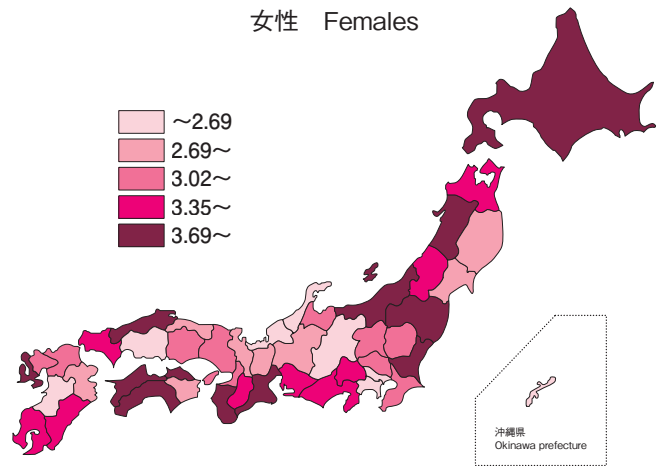 女性　Females
～2.69
2.69～
3.02～
3.35～
3.69～
沖縄県
Okinawa prefecture